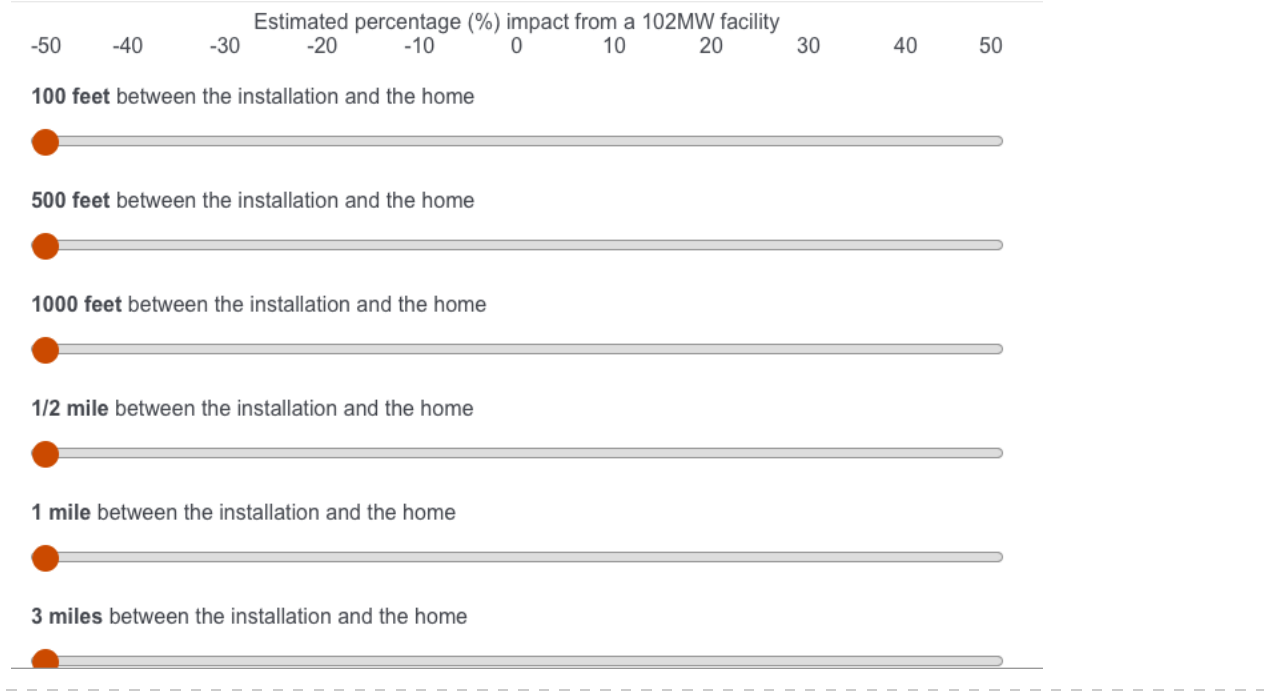 Estimated percentage (%) impact from a 102MW facility
-50 -40 -30 -20 -10 0 10 20 30 40 50
100 feet between the installation and the home
500 feet between the installation and the home
1000 feet between the installation and the home
1/2 mile between the installation and the home
1 mile between the installation and the home
3 miles between the installation and the home